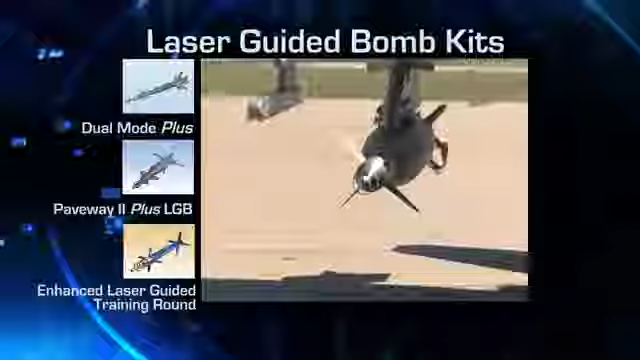 Laser Guided Bomb Kits
Dual Mode Plus
Paveway II Plus LGB
Enhanced Laser Guided
Training Round